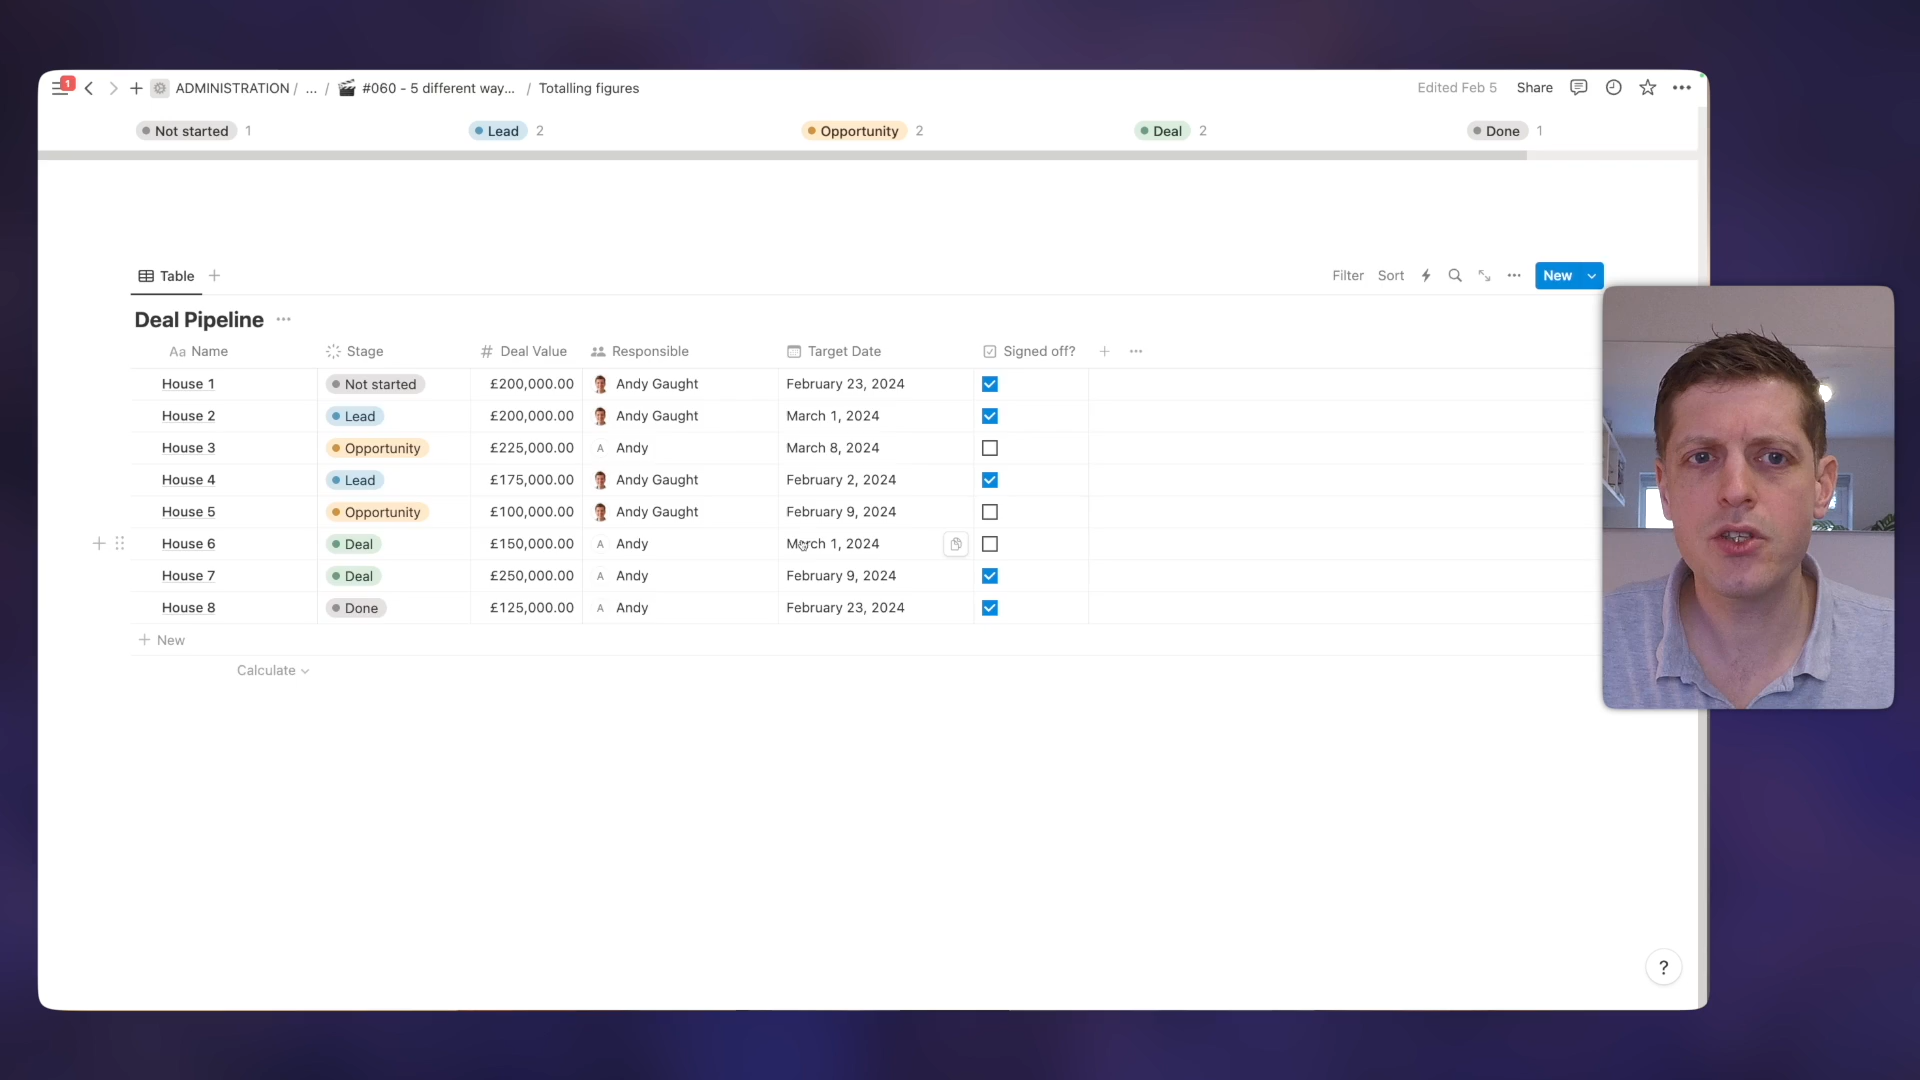 1 ADMINISTRATION / ... / #060 - 5 different way... / Totalling figures Edited Feb 5 Share
Not started 1 Lead 2 Opportunity 2 Deal 2 Done 1
Table Filter Sort New
Deal Pipeline
Aa Name Stage # Deal Value Responsible Target Date Signed off?
House 1 Not started £200,000.00 Andy Gaught February 23, 2024
House 2 Lead £200,000.00 Andy Gaught March 1, 2024
House 3 Opportunity £225,000.00 A Andy March 8, 2024
House 4 Lead £175,000.00 Andy Gaught February 2, 2024
House 5 Opportunity £100,000.00 Andy Gaught February 9, 2024
House 6 Deal £150,000.00 A Andy March 1, 2024
House 7 Deal £250,000.00 A Andy February 9, 2024
House 8 Done £125,000.00 A Andy February 23, 2024
+ New
Calculate
?